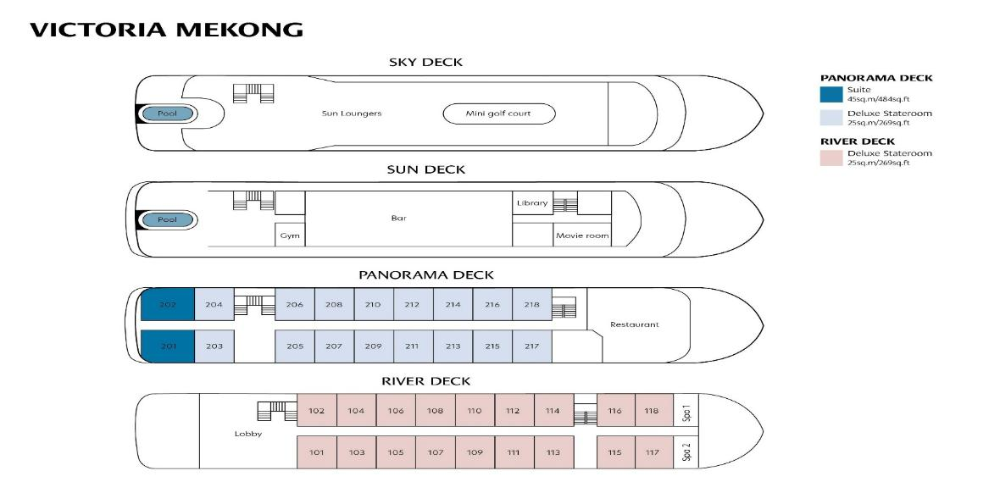 VICTORIA MEKONG
SKY DECK
Pool
Sun Loungers
Mini golf court
PANORAMA DECK
Suite
45sq.m/484sq.ft
Deluxe Stateroom
25sq.m/269sq.ft
RIVER DECK
Deluxe Stateroom
25sq.m/269sq.ft
SUN DECK
Pool
Gym
Bar
Library
Movie room
PANORAMA DECK
202 204 206 208 210 212 214 216 218
Restaurant
201 203 205 207 209 211 213 215 217
RIVER DECK
102 104 106 108 110 112 114 116 118 Spa 1
Lobby
101 103 105 107 109 111 113 115 117 Spa 2